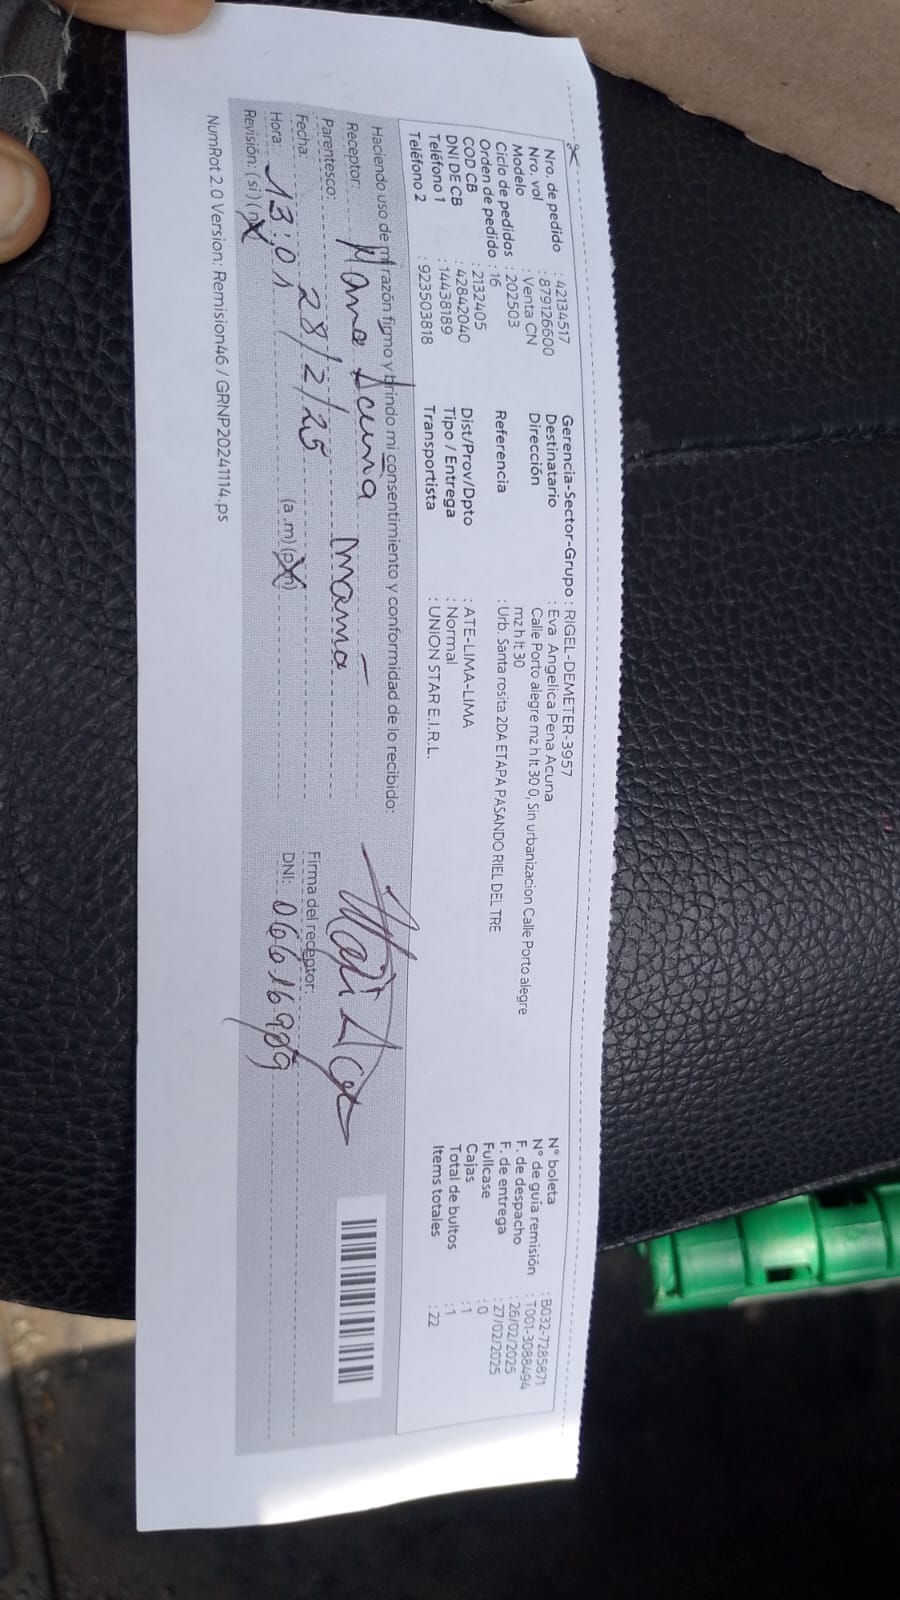 Nro. de pedido : 42134517
Nro. vol : 879126600
Modelo : Venta CN
Ciclo de pedidos : 202503
Orden de pedido : 16
COD CB : 2132405
DNI DE CB : 42842040
Teléfono 1 : 14438189
Teléfono 2 : 923503818
Gerencia-Sector-Grupo : RIGEL-DEMETER-3957
Destinatario : Eva Angelica Pena Acuna
Dirección Calle Porto alegre mz h lt 30 0, Sin urbanizacion Calle Porto alegre
mz h lt 30
Referencia : Urb. Santa rosita 2DA ETAPA PASANDO RIEL DEL TRE
Dist/Prov/Dpto : ATE-LIMA-LIMA
Tipo / Entrega : Normal
Transportista : UNION STAR E.I.R.L.
N° boleta : B032-7285871
N° de guia remisión : T001-3088494
F. de despacho : 26/02/2025
F. de entrega : 27/02/2025
Fullcase : 0
Cajas : 1
Total de bultos : 1
Items totales : 22
Haciendo uso de mi razón firmo y brindo mi consentimiento y conformidad de lo recibido:
Receptor: Acuña
Parentesco: mamá
Fecha: 28/2/25
Hora: 13:01 (a.m) (p.m)
Revisión: (si) (no)
Firma del receptor:
DNI:
NumRot 2.0 Version: Remision46 / GRNP20241114.ps